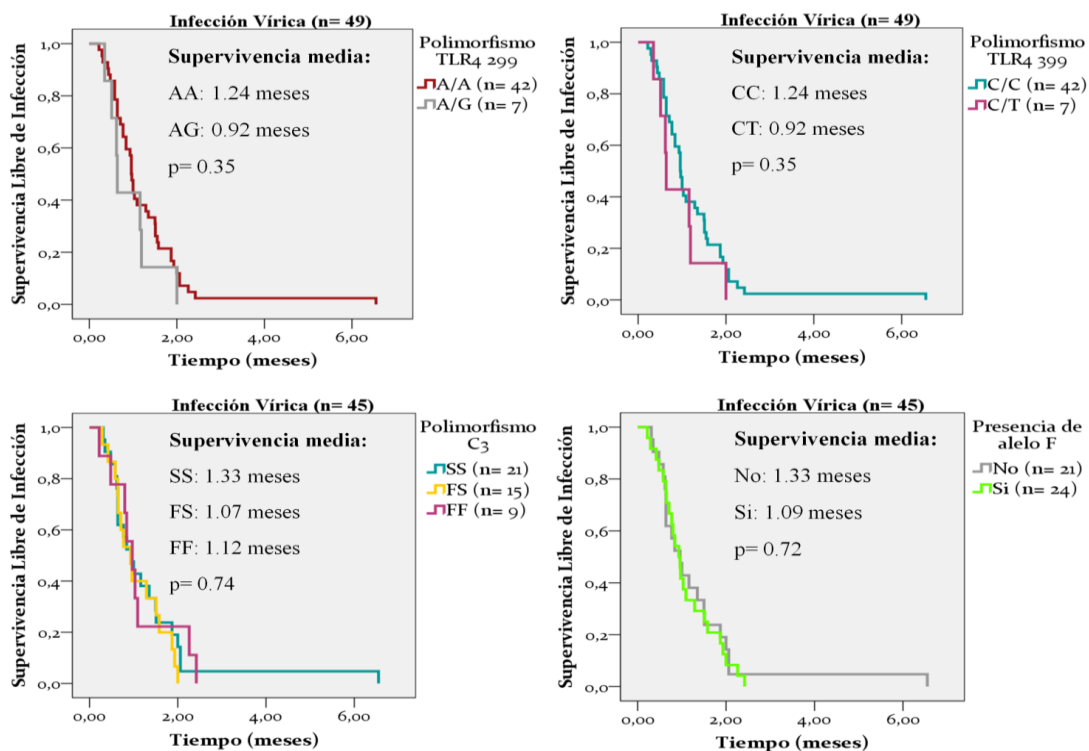 Infección Vírica (n= 49)
Supervivencia Libre de Infección
1,0
0,8
0,6
0,4
0,2
0,0
Supervivencia media:
AA: 1.24 meses
AG: 0.92 meses
p= 0.35
Polimorfismo
TLR4 299
A/A (n= 42)
A/G (n= 7)
0,00
2,00
4,00
6,00
Tiempo (meses)
Infección Vírica (n= 49)
Supervivencia Libre de Infección
1,0
0,8
0,6
0,4
0,2
0,0
Supervivencia media:
CC: 1.24 meses
CT: 0.92 meses
p= 0.35
Polimorfismo
TLR4 399
C/C (n= 42)
C/T (n= 7)
0,00
2,00
4,00
6,00
Tiempo (meses)
Infección Vírica (n= 45)
Supervivencia Libre de Infección
1,0
0,8
0,6
0,4
0,2
0,0
Supervivencia media:
SS: 1.33 meses
FS: 1.07 meses
FF: 1.12 meses
p= 0.74
Polimorfismo
C3
SS (n= 21)
FS (n= 15)
FF (n= 9)
0,00
2,00
4,00
6,00
Tiempo (meses)
Infección Vírica (n= 45)
Supervivencia Libre de Infección
1,0
0,8
0,6
0,4
0,2
0,0
Supervivencia media:
No: 1.33 meses
Si: 1.09 meses
p= 0.72
Presencia de
alelo F
No (n= 21)
Si (n= 24)
0,00
2,00
4,00
6,00
Tiempo (meses)